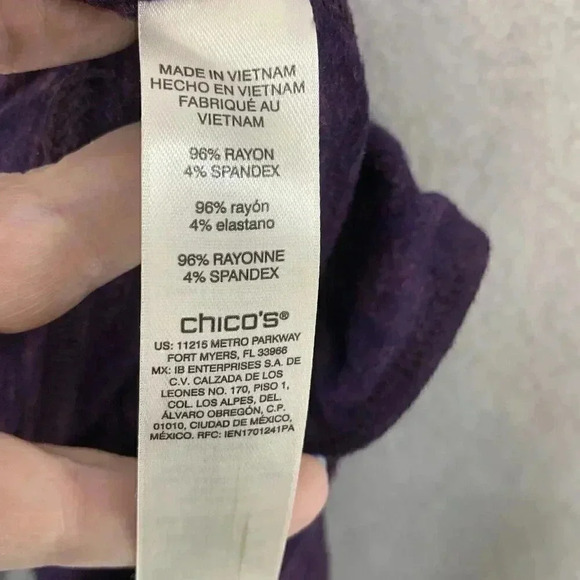 MADE IN VIETNAM
HECHO EN VIETNAM
FABRIQUÉ AU
VIETNAM
96% RAYON
4% SPANDEX
96% rayón
4% elastano
96% RAYONNE
4% SPANDEX
chico's®
US: 11215 METRO PARKWAY
FORT MYERS, FL 33966
MX: IB ENTERPRISES S.A. DE
C.V. CALZADA DE LOS
LEONES NO. 170, PISO 1,
COL. LOS ALPES, DEL.
ÁLVARO OBREGÓN, C.P.
01010, CIUDAD DE MÉXICO,
MÉXICO. RFC: IEN1701241PA